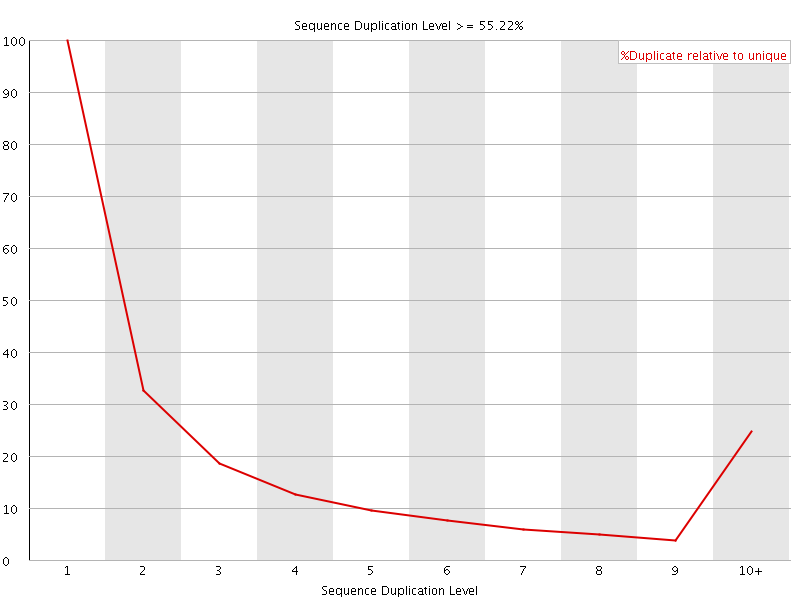 Sequence Duplication Level >= 55.22%
%Duplicate relative to unique
100
90
80
70
60
50
40
30
20
10
0
1 2 3 4 5 6 7 8 9 10+
Sequence Duplication Level